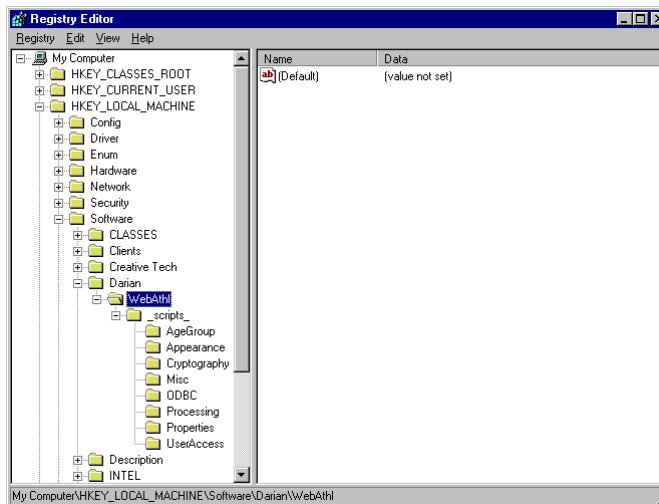 Registry Editor
Registry Edit View Help
My Computer
HKEY_CLASSES_ROOT
HKEY_CURRENT_USER
HKEY_LOCAL_MACHINE
Config
Driver
Enum
Hardware
Network
Security
Software
CLASSES
Clients
Creative Tech
Darian
WebAthl
_scripts_
AgeGroup
Appearance
Cryptography
Misc
ODBC
Processing
Properties
UserAccess
Description
INTEL
Name Data
ab (Default) (value not set)
My Computer\HKEY_LOCAL_MACHINE\Software\Darian\WebAthl